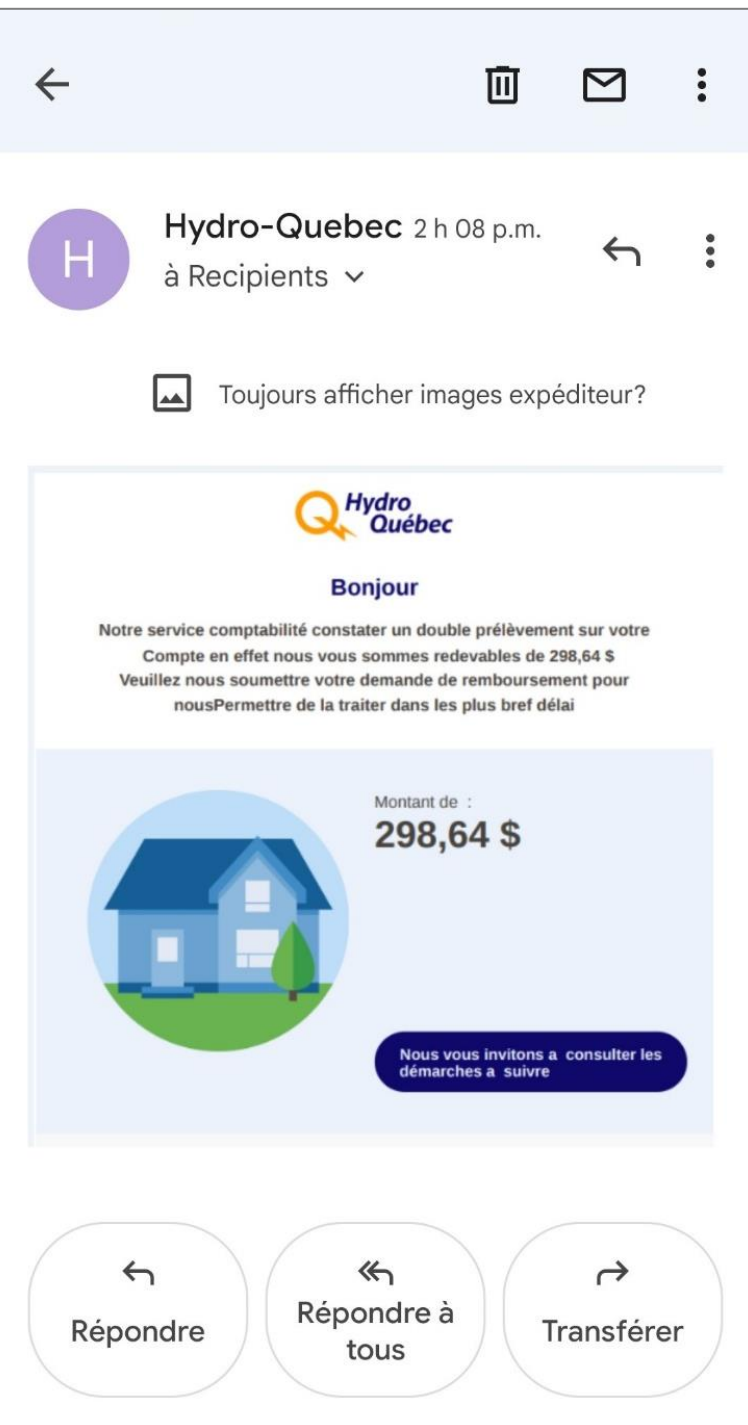 Hydro-Quebec 2 h 08 p.m.
H
à Recipients
Toujours afficher images expéditeur?
Hydro
Québec
Bonjour
Notre service comptabilité constater un double prélèvement sur votre
Compte en effet nous vous sommes redevables de 298,64 $
Veuillez nous soumettre votre demande de remboursement pour
nousPermettre de la traiter dans les plus bref délai
Montant de :
298,64 $
Nous vous invitons a consulter les
démarches a suivre
Répondre
Répondre à
tous
Transférer